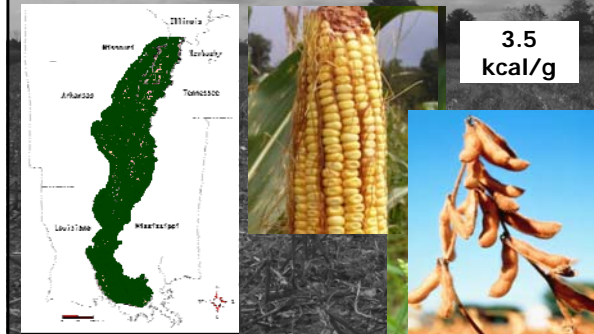 Illinois
Missouri
Kentucky
Arkansas
Tennessee
Louisiana
Mississippi
3.5
kcal/g